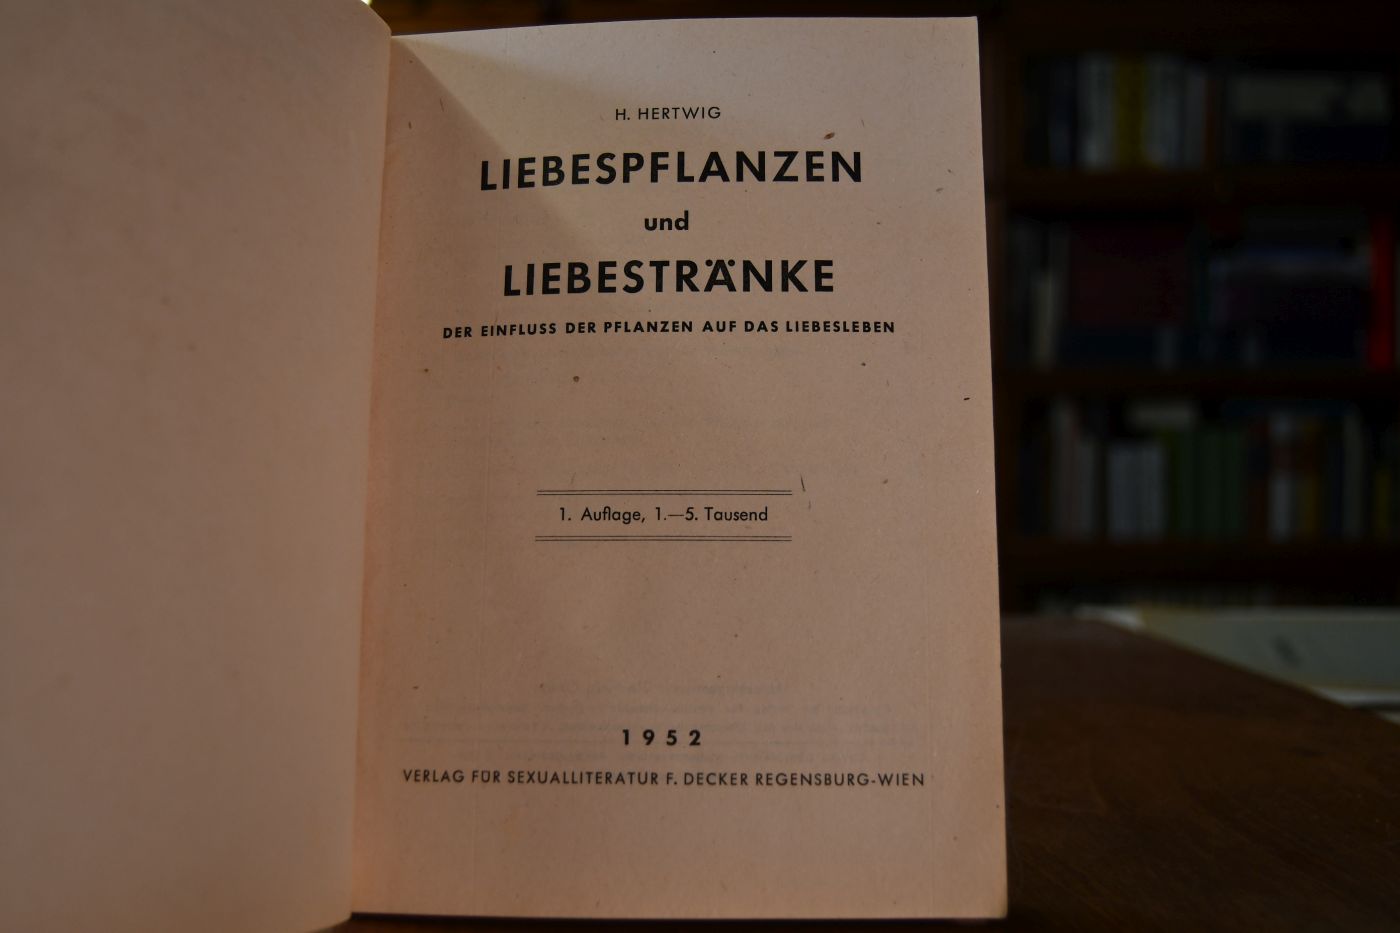 H. HERTWIG
LIEBESPFLANZEN
und
LIEBESTRÄNKE
DER EINFLUSS DER PFLANZEN AUF DAS LIEBESLEBEN
1. Auflage, 1.—5. Tausend
1952
VERLAG FÜR SEXUALLITERATUR F. DECKER REGENSBURG-WIEN